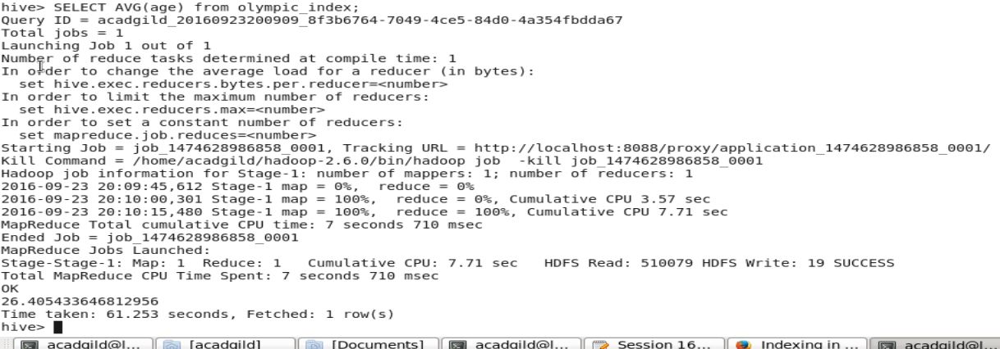 hive> SELECT AVG(age) from olympic_index;
Query ID = acadgild_20160923200909_8f3b6764-7049-4ce5-84d0-4a354fbdda67
Total jobs = 1
Launching Job 1 out of 1
Number of reduce tasks determined at compile time: 1
In order to change the average load for a reducer (in bytes):
  set hive.exec.reducers.bytes.per.reducer=<number>
In order to limit the maximum number of reducers:
  set hive.exec.reducers.max=<number>
In order to set a constant number of reducers:
  set mapreduce.job.reduces=<number>
Starting Job = job_1474628986858_0001, Tracking URL = http://localhost:8088/proxy/application_1474628986858_0001/
Kill Command = /home/acadgild/hadoop-2.6.0/bin/hadoop job  -kill job_1474628986858_0001
Hadoop job information for Stage-1: number of mappers: 1; number of reducers: 1
2016-09-23 20:09:45,612 Stage-1 map = 0%,  reduce = 0%
2016-09-23 20:10:00,301 Stage-1 map = 100%,  reduce = 0%, Cumulative CPU 3.57 sec
2016-09-23 20:10:15,480 Stage-1 map = 100%,  reduce = 100%, Cumulative CPU 7.71 sec
MapReduce Total cumulative CPU time: 7 seconds 710 msec
Ended Job = job_1474628986858_0001
MapReduce Jobs Launched:
Stage-Stage-1: Map: 1  Reduce: 1   Cumulative CPU: 7.71 sec   HDFS Read: 510079 HDFS Write: 19 SUCCESS
Total MapReduce CPU Time Spent: 7 seconds 710 msec
OK
26.405433646812956
Time taken: 61.253 seconds, Fetched: 1 row(s)
hive>
acadgild@l... [acadgild] [Documents] acadgild@l... Session 16... Indexing in ... acadgild@l...